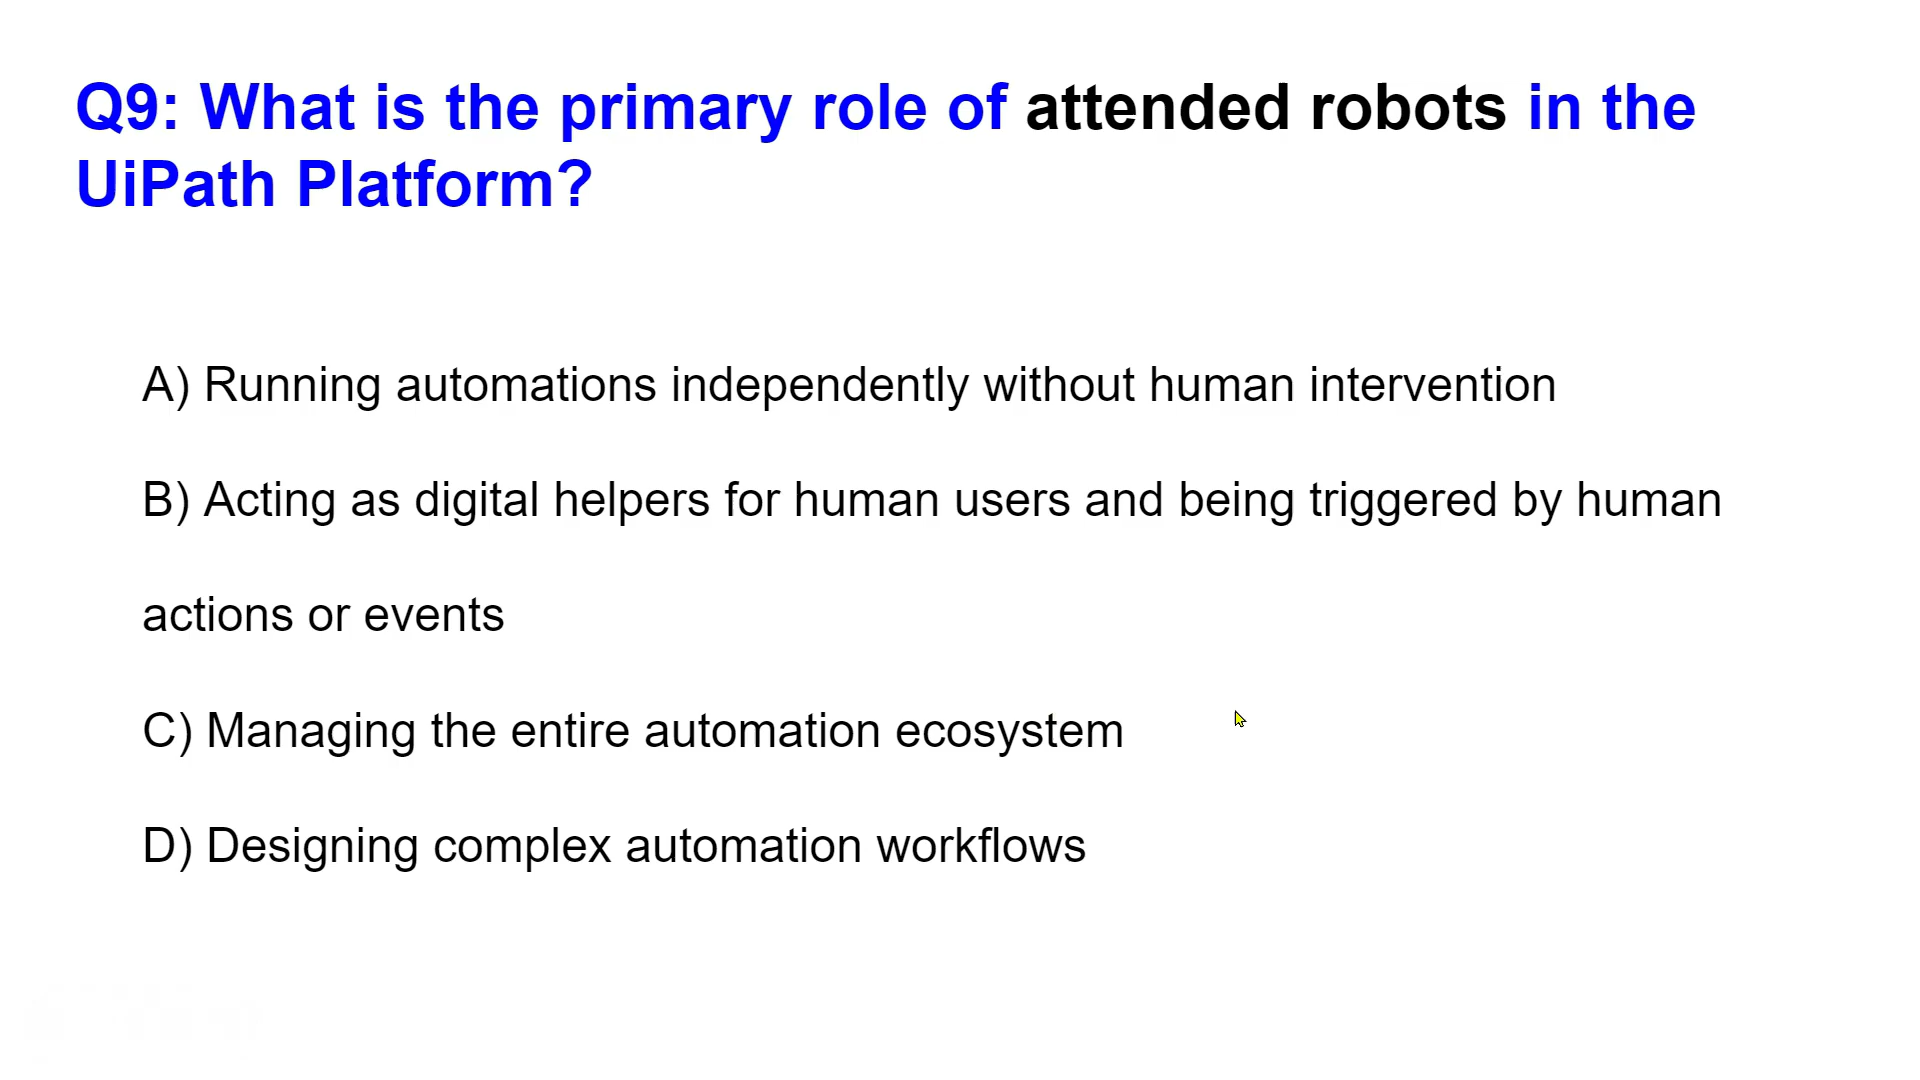 Q9: What is the primary role of attended robots in the
UiPath Platform?
A) Running automations independently without human intervention
B) Acting as digital helpers for human users and being triggered by human
actions or events
C) Managing the entire automation ecosystem
D) Designing complex automation workflows